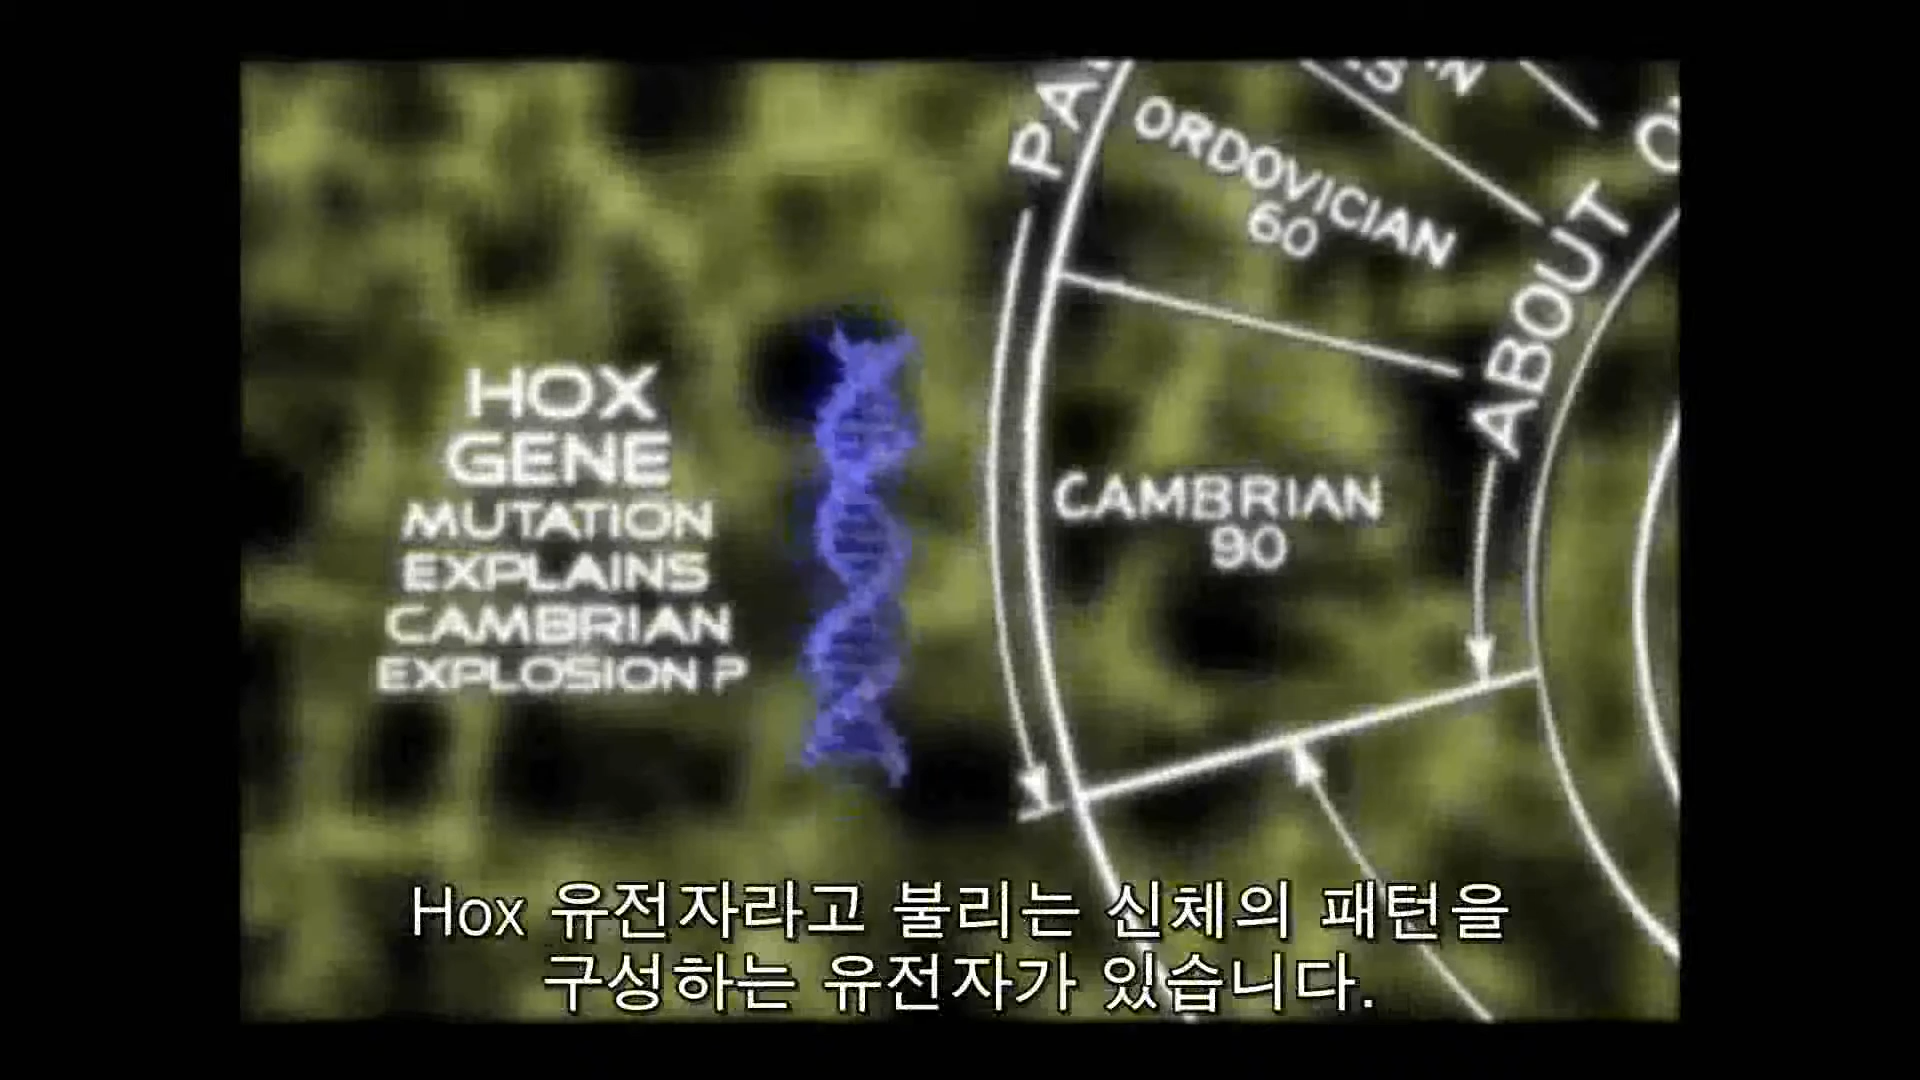 HOX
GENE
MUTATION
EXPLAINS
CAMBRIAN
EXPLOSION ?
ORDOVICIAN
60
ABOUT
CAMBRIAN
90
Hox 유전자라고 불리는 신체의 패턴을
구성하는 유전자가 있습니다.